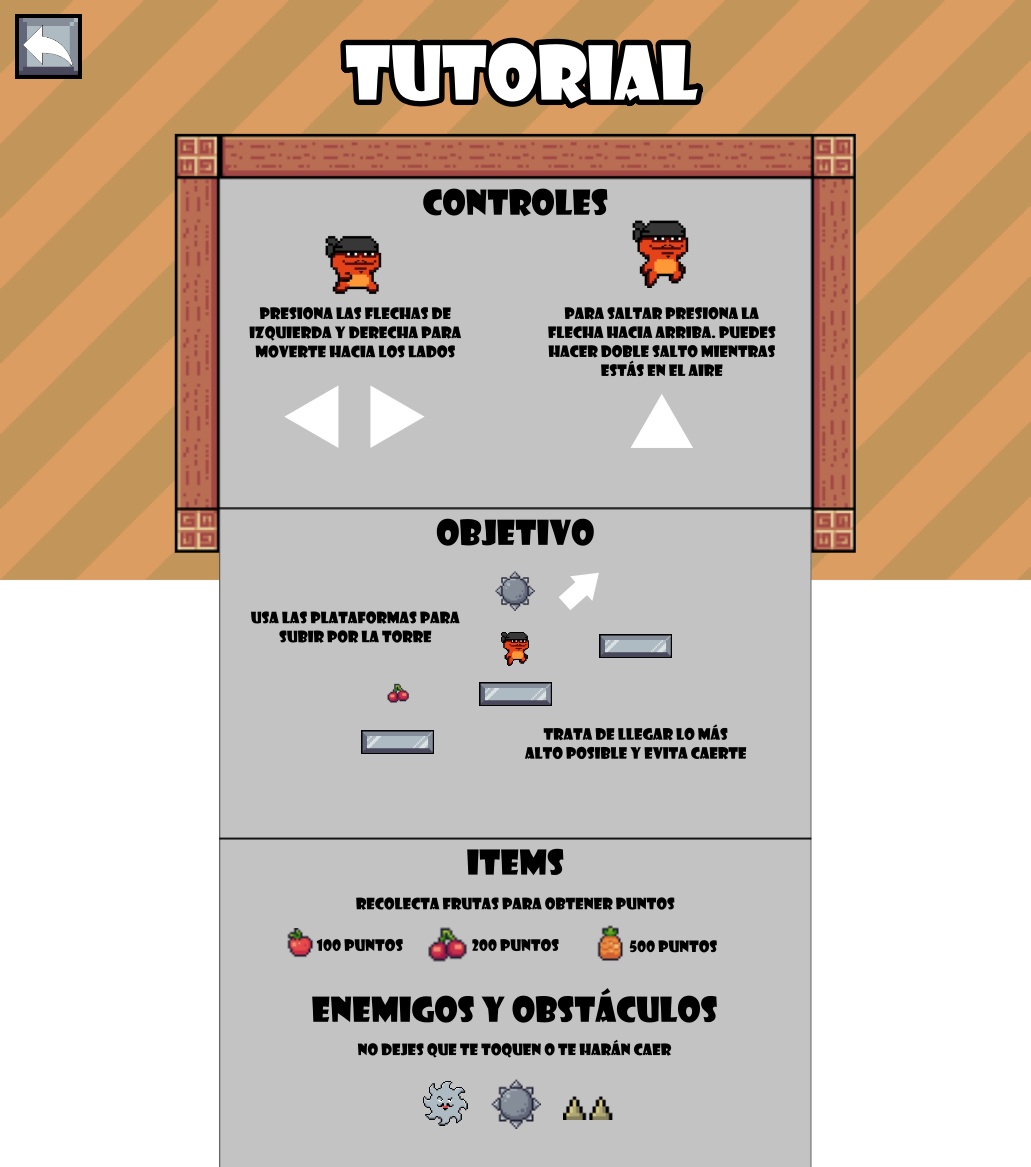 TUTORIAL
CONTROLES
PRESIONA LAS FLECHAS DE
IZQUIERDA Y DERECHA PARA
MOVERTE HACIA LOS LADOS
PARA SALTAR PRESIONA LA
FLECHA HACIA ARRIBA. PUEDES
HACER DOBLE SALTO MIENTRAS
ESTÁS EN EL AIRE
OBJETIVO
USA LAS PLATAFORMAS PARA
SUBIR POR LA TORRE
TRATA DE LLEGAR LO MÁS
ALTO POSIBLE Y EVITA CAERTE
ITEMS
RECOLECTA FRUTAS PARA OBTENER PUNTOS
100 PUNTOS
200 PUNTOS
500 PUNTOS
ENEMIGOS Y OBSTÁCULOS
NO DEJES QUE TE TOQUEN O TE HARÁN CAER